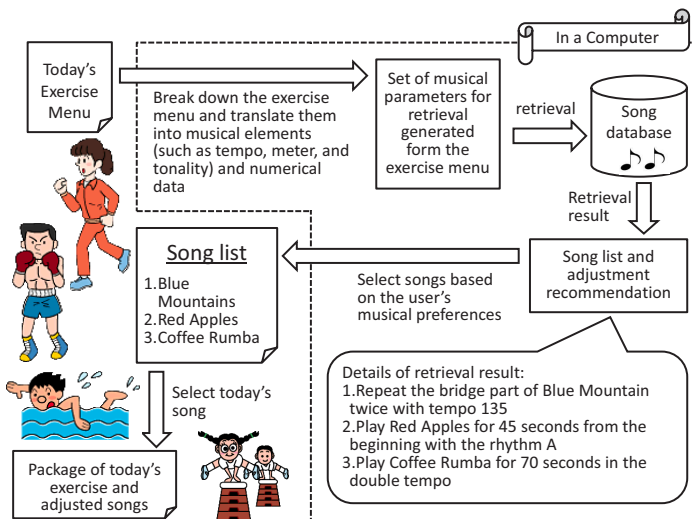 In a Computer
Today's
Exercise
Menu
Break down the exercise
menu and translate them
into musical elements
(such as tempo, meter, and
tonality) and numerical
data
Set of musical
parameters for
retrieval
generated
form the
exercise menu
retrieval
Song
database
Retrieval
result
Song list and
adjustment
recommendation
Select songs based
on the user's
musical preferences
Song list
1.Blue
Mountains
2.Red Apples
3.Coffee Rumba
Details of retrieval result:
1.Repeat the bridge part of Blue Mountain
twice with tempo 135
2.Play Red Apples for 45 seconds from the
beginning with the rhythm A
3.Play Coffee Rumba for 70 seconds in the
double tempo
Select today's
song
Package of today's
exercise and
adjusted songs